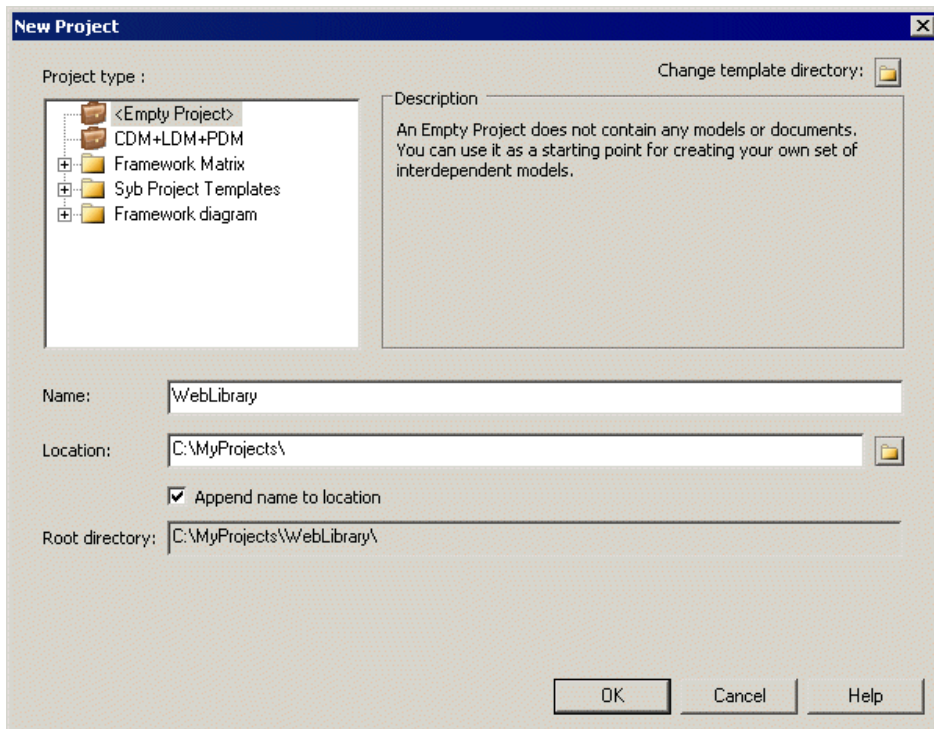 New Project
Project type :
Change template directory:
<Empty Project>
CDM+LDM+PDM
Framework Matrix
Syb Project Templates
Framework diagram
Description
An Empty Project does not contain any models or documents.
You can use it as a starting point for creating your own set of
interdependent models.
Name:
WebLibrary
Location:
C:\MyProjects\
Append name to location
Root directory:
C:\MyProjects\WebLibrary\
OK
Cancel
Help